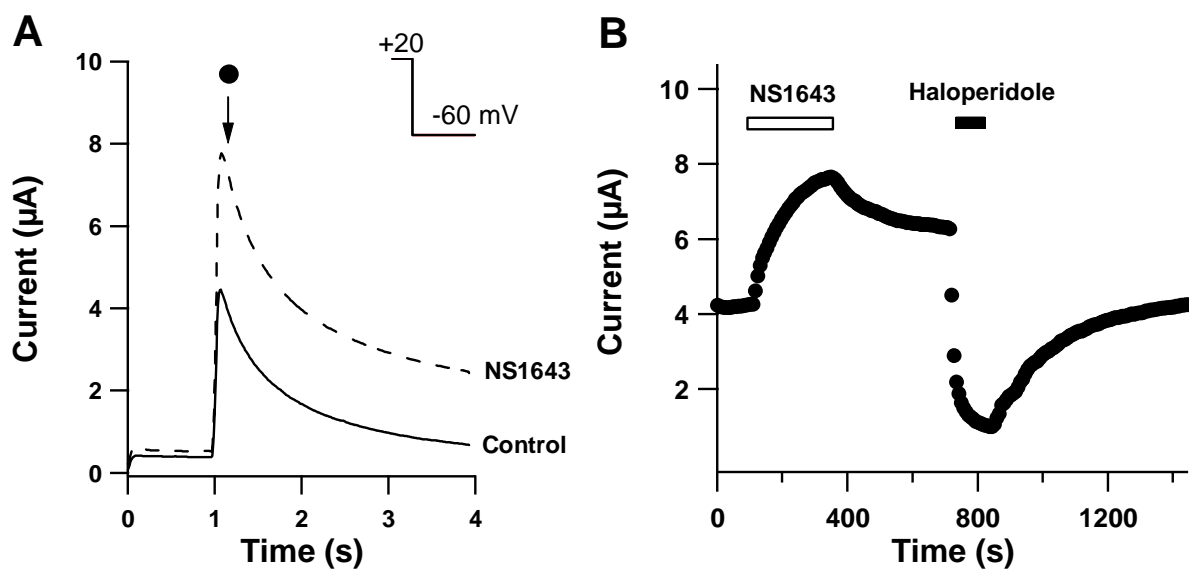 A
Current (µA)
10
8
6
4
2
0
+20
-60 mV
NS1643
Control
0 1 2 3 4
Time (s)
B
Current (µA)
10
8
6
4
2
NS1643
Haloperidole
0 400 800 1200
Time (s)